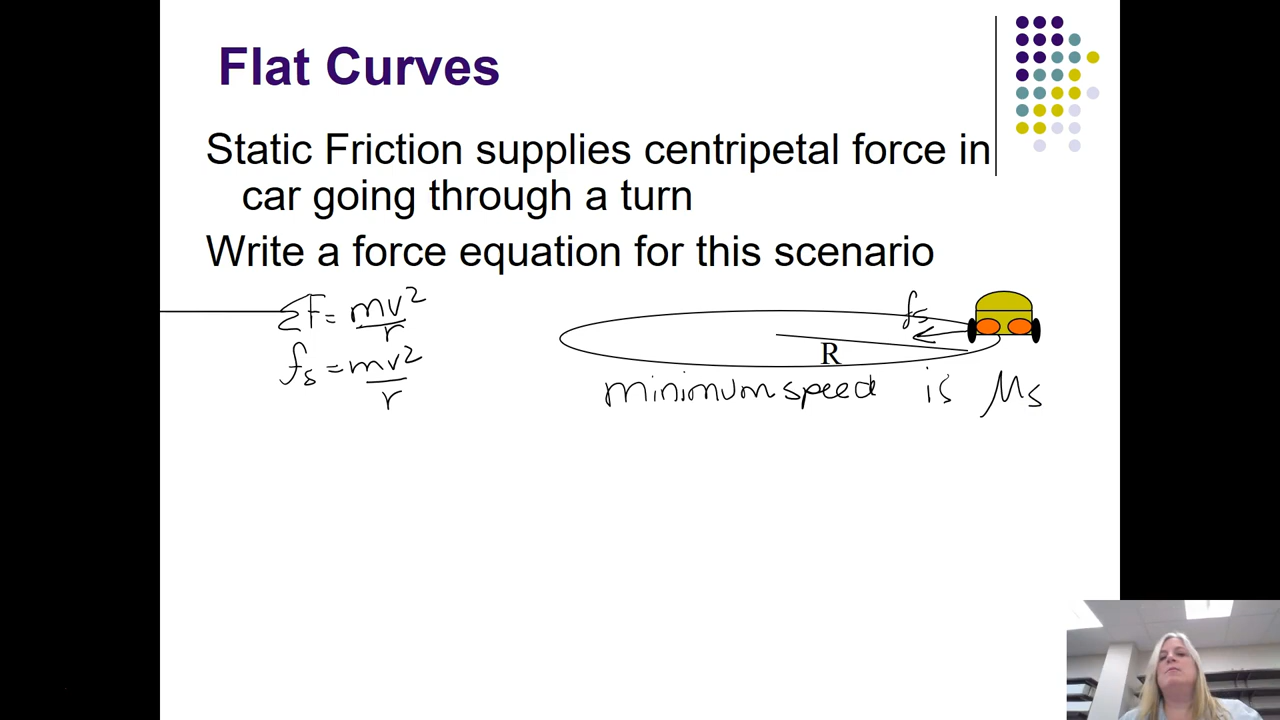 Flat Curves
Static Friction supplies centripetal force in
car going through a turn
Write a force equation for this scenario
ΣF = mv²/r
fs = mv²/r
fs
R
minimum speed is μs